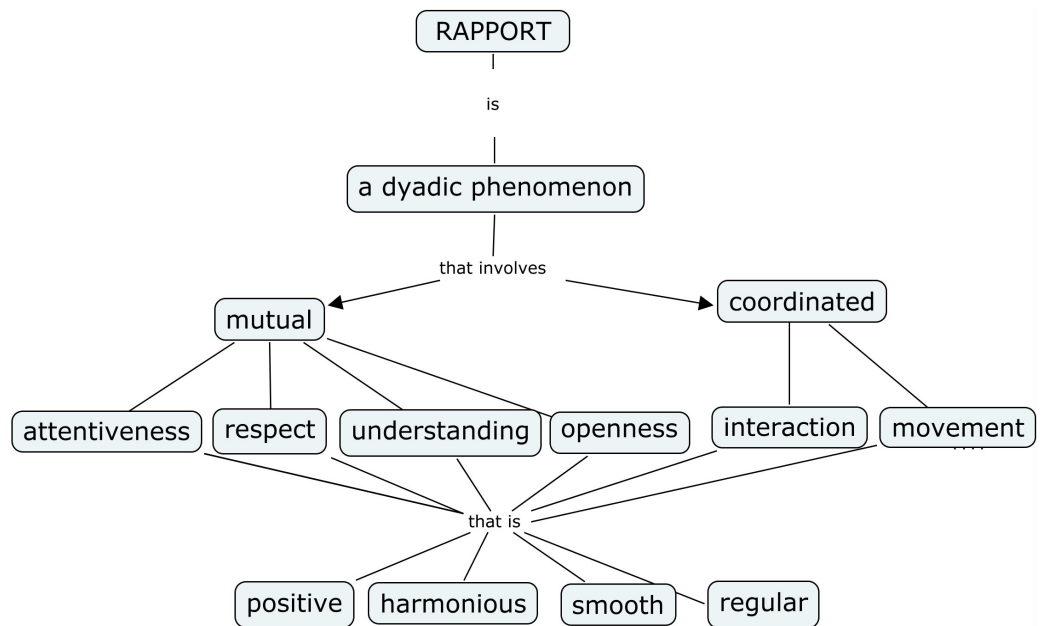 RAPPORT
is
a dyadic phenomenon
that involves
mutual
coordinated
attentiveness
respect
understanding
openness
interaction
movement
that is
positive
harmonious
smooth
regular